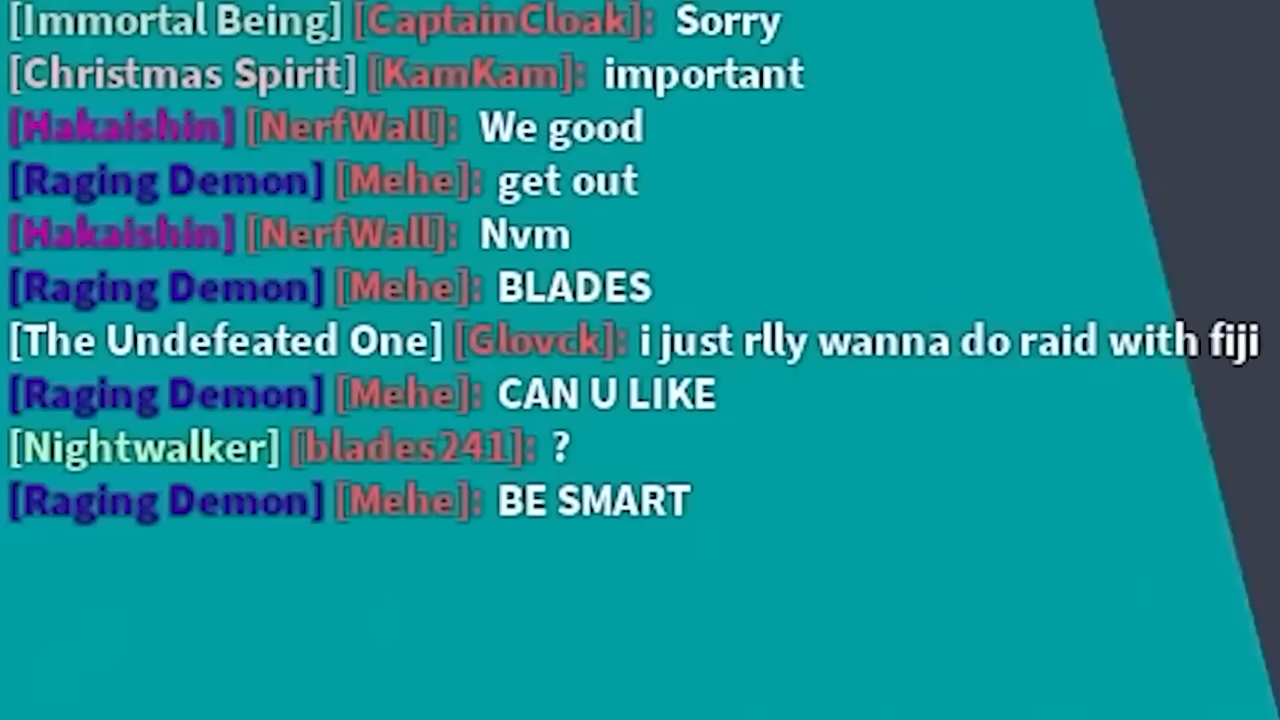 [Immortal Being] [CaptainCloak]: Sorry
[Christmas Spirit] [KamKam]: important
[Hakaishin] [NerfWall]: We good
[Raging Demon] [Mehe]: get out
[Hakaishin] [NerfWall]: Nvm
[Raging Demon] [Mehe]: BLADES
[The Undefeated One] [Glovck]: i just rlly wanna do raid with fiji
[Raging Demon] [Mehe]: CAN U LIKE
[Nightwalker] [blades241]: ?
[Raging Demon] [Mehe]: BE SMART